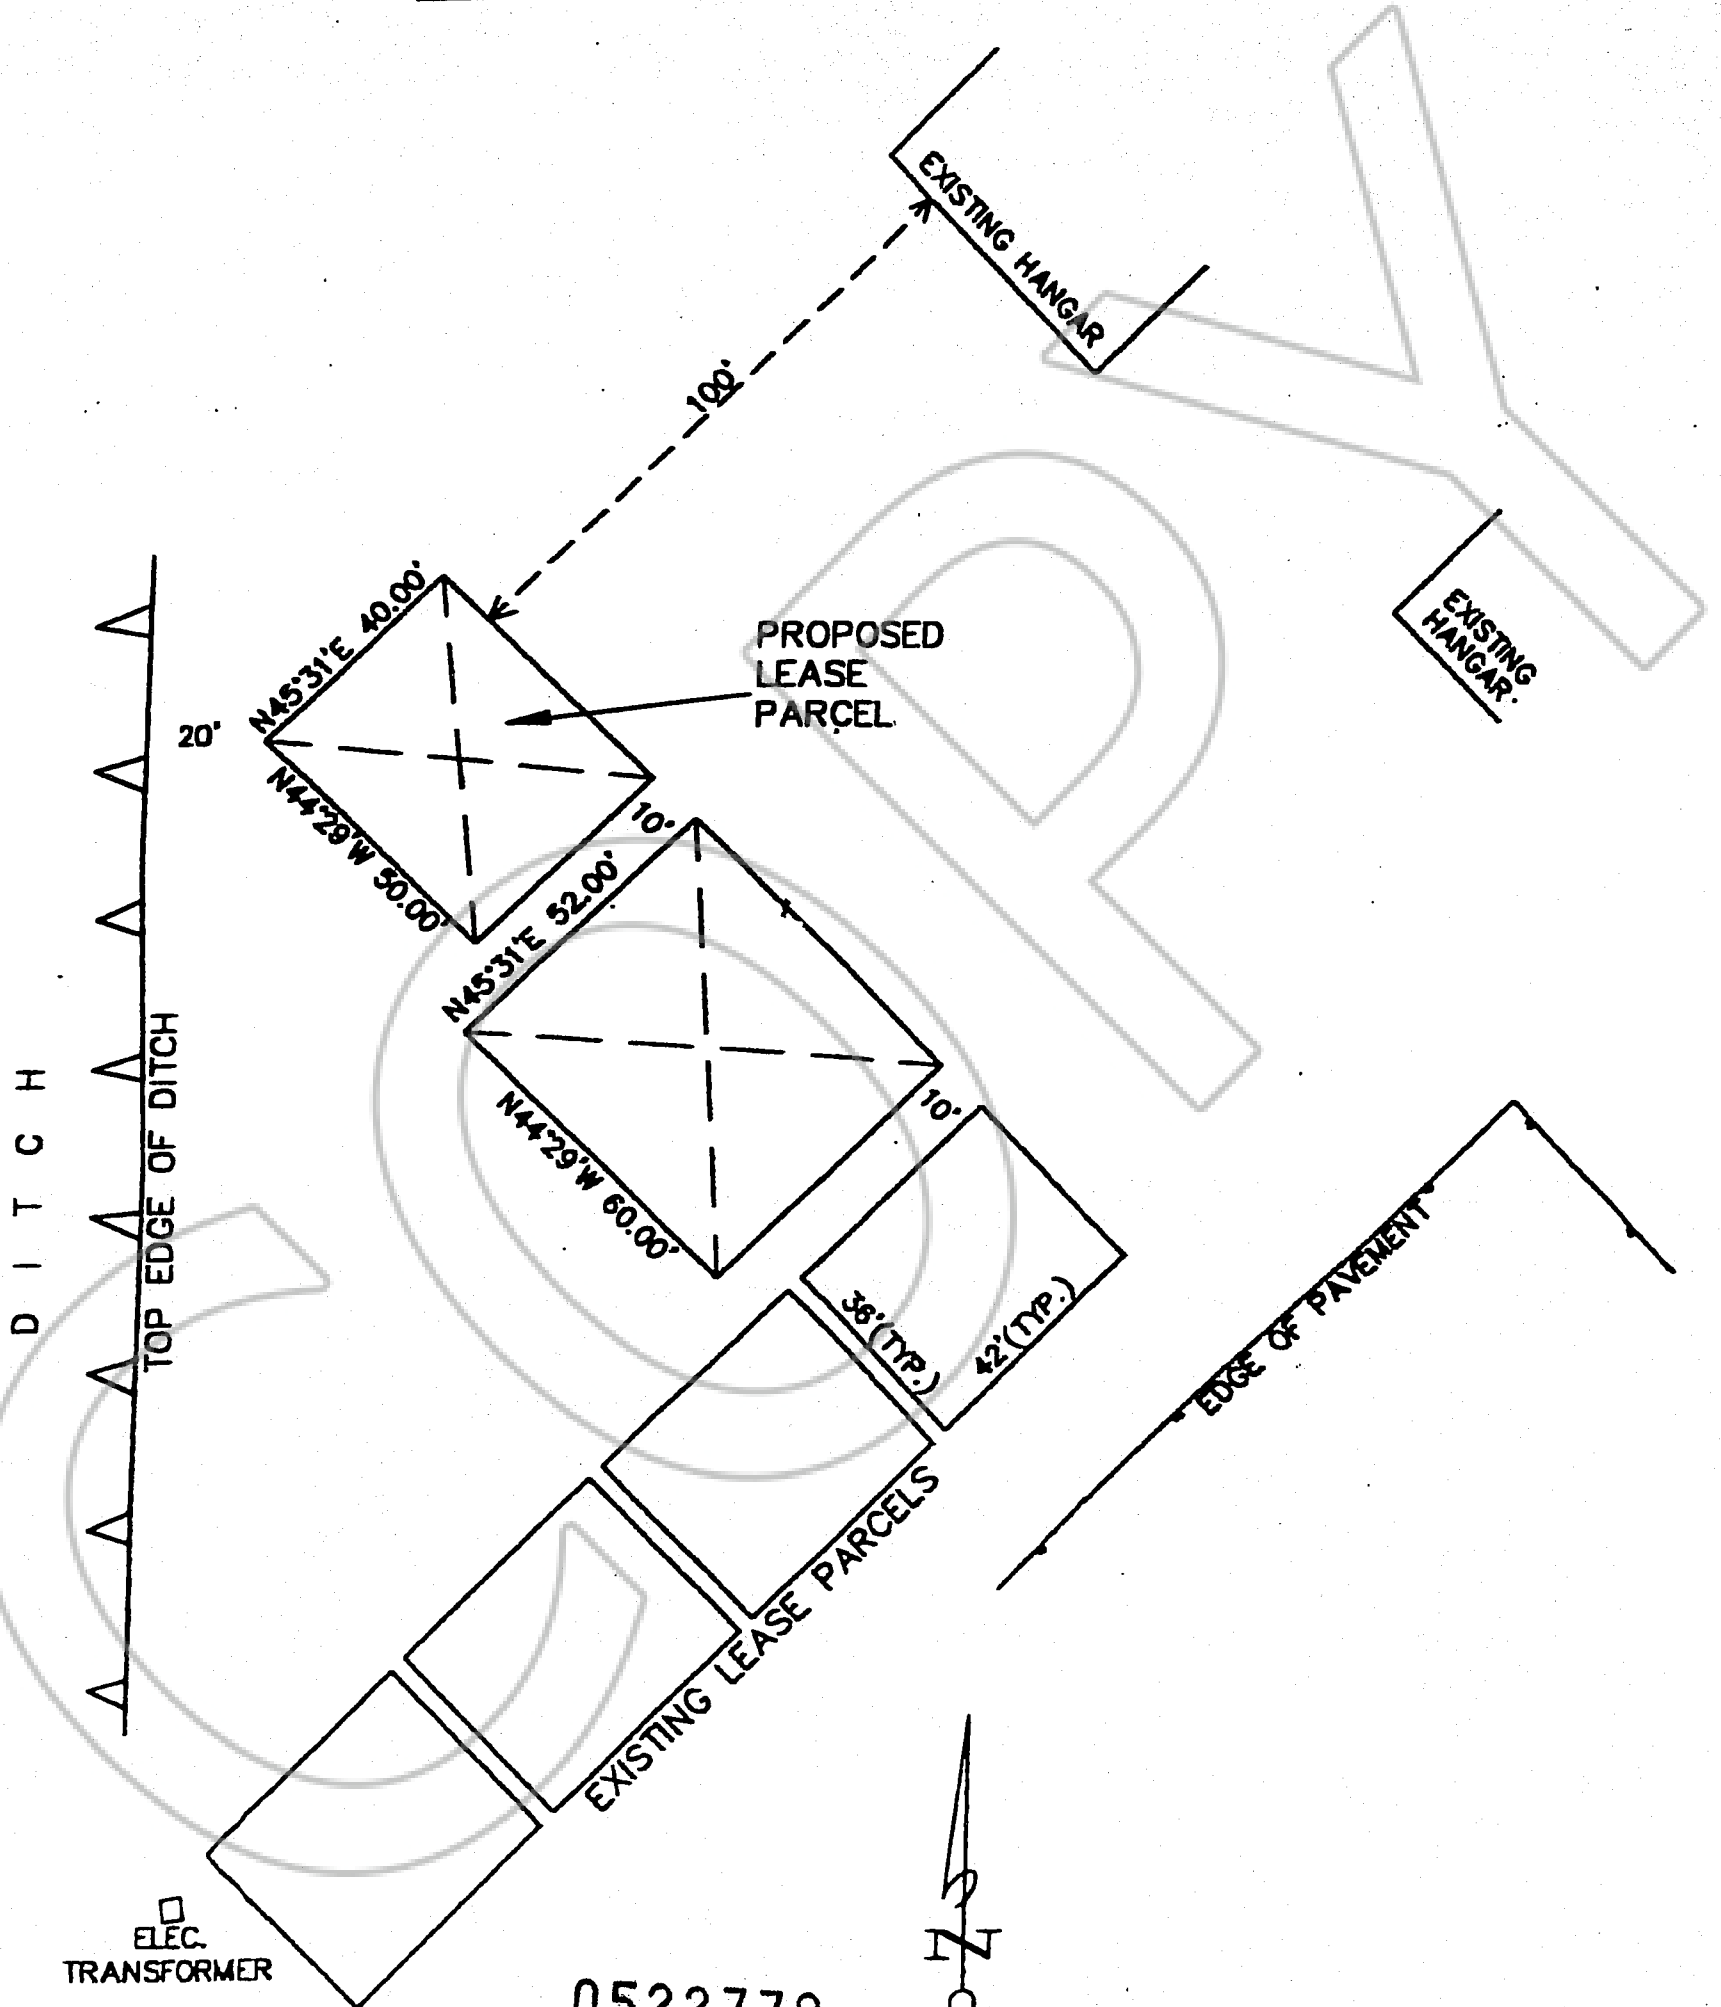 EXISTING HANGAR
100'
EXISTING
HANGAR.
N45°31'E 40.00'
PROPOSED
LEASE
PARCEL
20'
N44°29'W 50.00'
10'
N45°31'E 52.00'
N44°29'W 60.00'
10'
DITCH
TOP EDGE OF DITCH
36'(TYP.)
42'(TYP.)
EDGE OF PAVEMENT
EXISTING LEASE PARCELS
ELEC.
TRANSFORMER
N
COPY